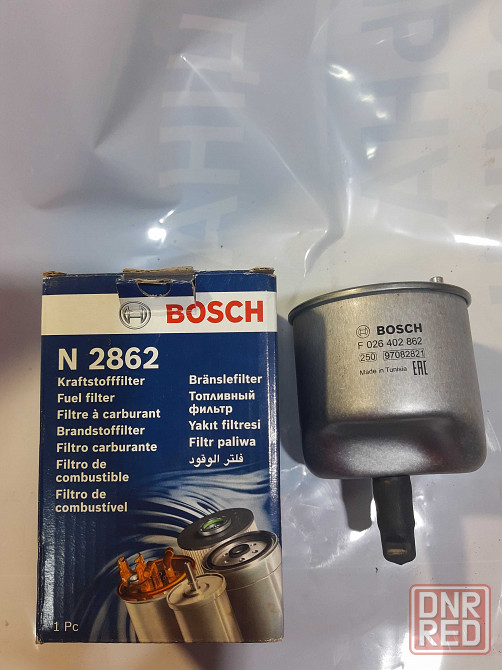 BOSCH
N 2862
Kraftstofffilter
Fuel filter
Filtre à carburant
Brandstoffilter
Filtro carburante
Filtro de
combustible
Filtro de
combustível
Bränslefilter
Топливный
фильтр
Yakıt filtresi
Filtr paliwa
فلتر الوقود
1 Pc
BOSCH
F 026 402 862
250 97082821
Made in Tunisia EAC
DNR
RED